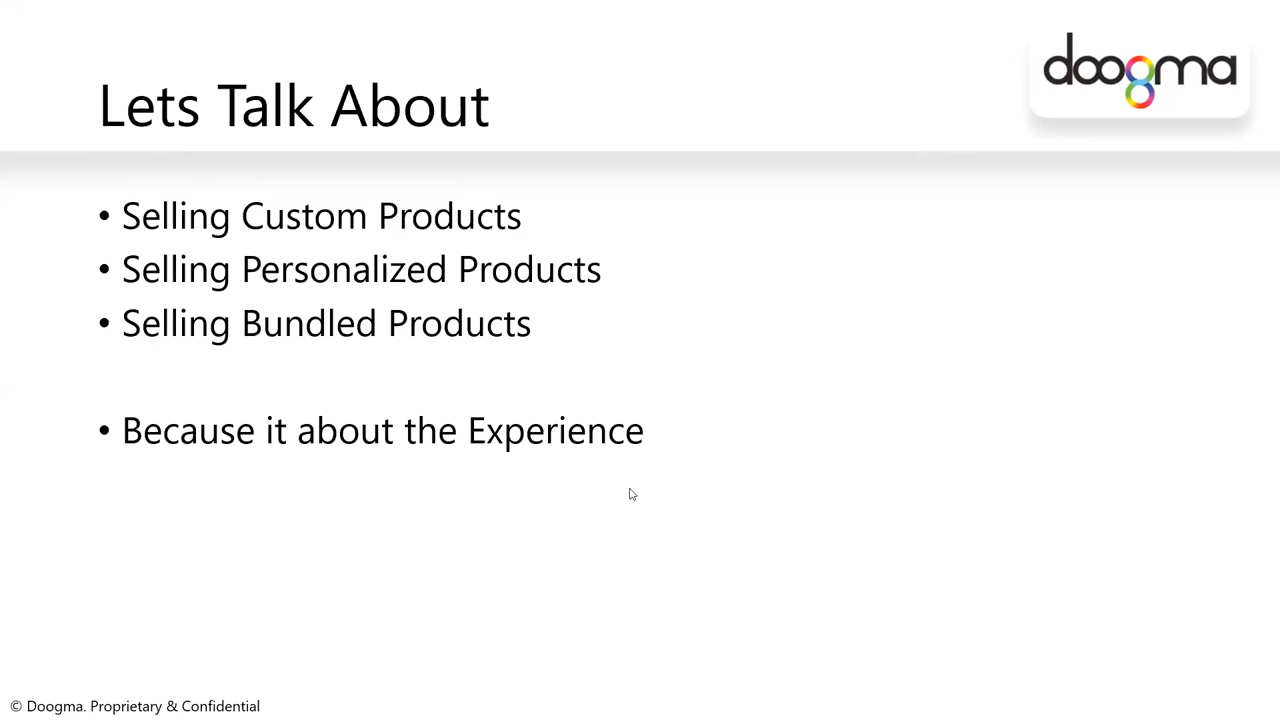 doogma
Lets Talk About
• Selling Custom Products
• Selling Personalized Products
• Selling Bundled Products
• Because it about the Experience
© Doogma. Proprietary & Confidential